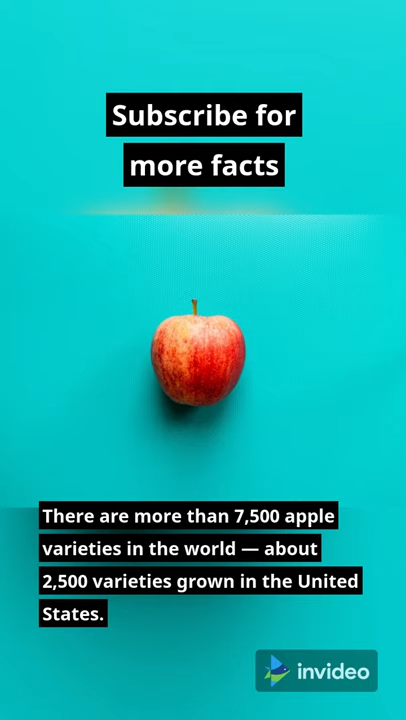 Subscribe for
more facts
There are more than 7,500 apple
varieties in the world — about
2,500 varieties grown in the United
States.
invideo